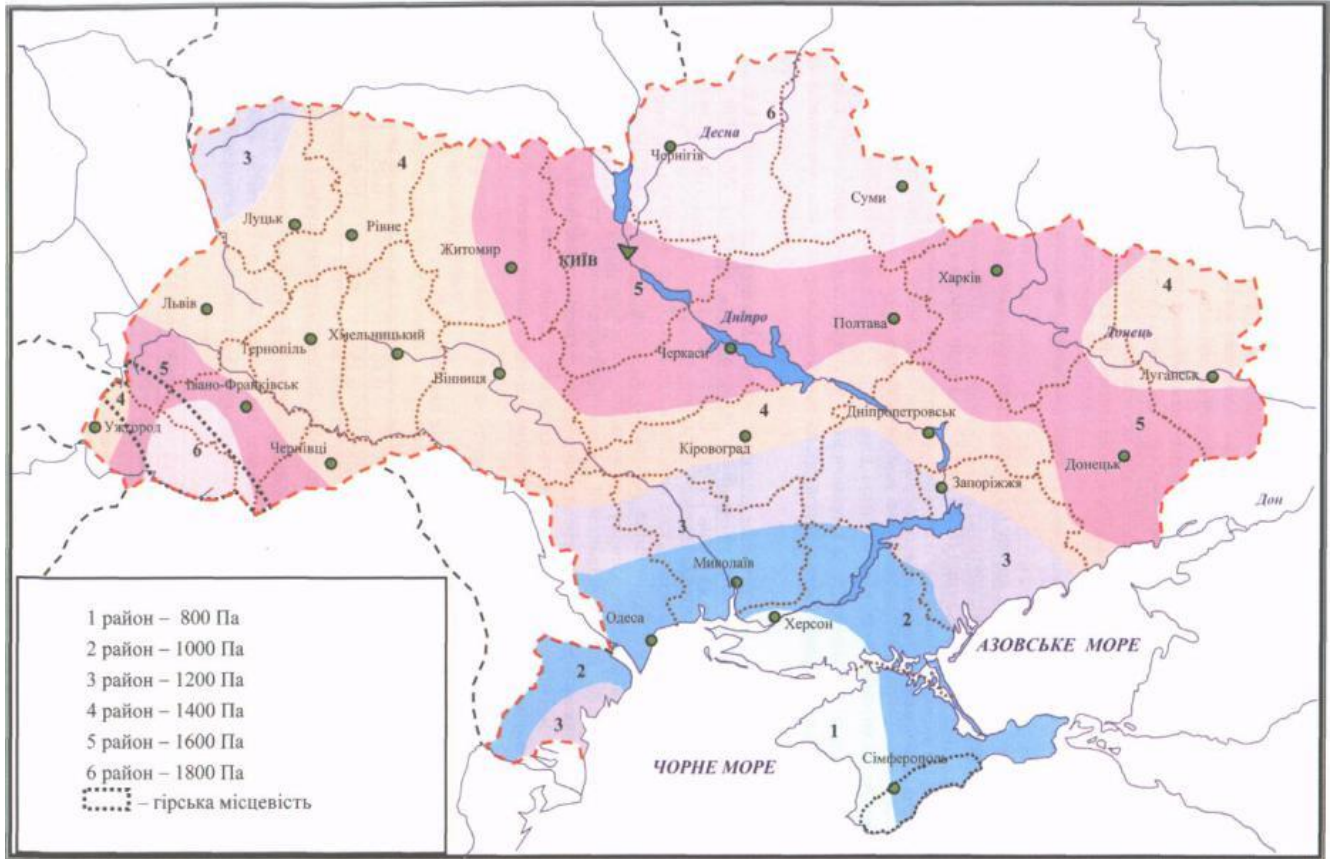 6
Десна
Чернігів
3
4
Суми
Луцьк
Рівне
Житомир
КИЇВ
Харків
5
4
Львів
Дніпро
Полтава
Донець
Тернопіль
Хмельницький
Черкаси
5
Вінниця
Луганськ
Івано-Франківськ
4
4
Дніпропетровськ
5
Ужгород
6
Чернівці
Кіровоград
Донецьк
Запоріжжя
Дон
3
3
Миколаїв
Одеса
Херсон
2
АЗОВСЬКЕ МОРЕ
2
3
1
ЧОРНЕ МОРЕ
Сімферополь
1 район – 800 Па
2 район – 1000 Па
3 район – 1200 Па
4 район – 1400 Па
5 район – 1600 Па
6 район – 1800 Па
– гірська місцевість